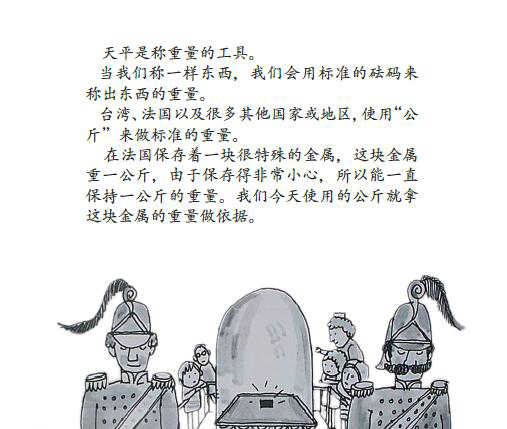 天平是称重量的工具。
当我们称一样东西，我们会用标准的砝码来
称出东西的重量。
台湾、法国以及很多其他国家或地区，使用“公
斤”来做标准的重量。
在法国保存着一块很特殊的金属，这块金属
重一公斤，由于保存得非常小心，所以能一直
保持一公斤的重量。我们今天使用的公斤就拿
这块金属的重量做依据。